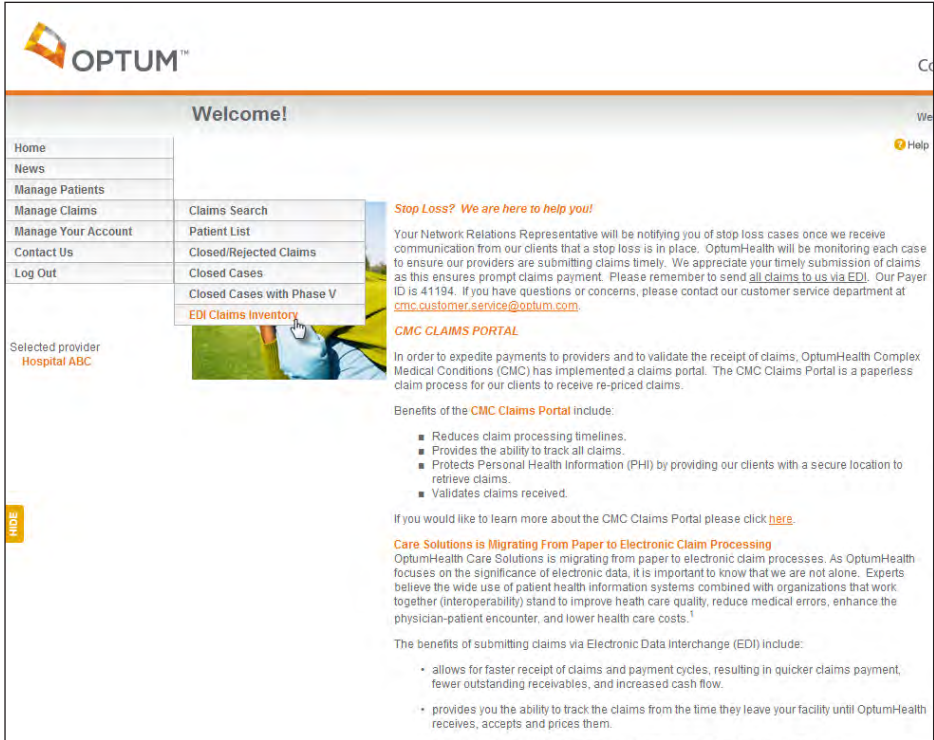 OPTUM™
Co
Welcome!
We
Help
Home
News
Manage Patients
Manage Claims
Manage Your Account
Contact Us
Log Out
Claims Search
Patient List
Closed/Rejected Claims
Closed Cases
Closed Cases with Phase V
EDI Claims Inventory
Selected provider
Hospital ABC
HIDE
Stop Loss? We are here to help you!
Your Network Relations Representative will be notifying you of stop loss cases once we receive
communication from our clients that a stop loss is in place. OptumHealth will be monitoring each case
to ensure our providers are submitting claims timely. We appreciate your timely submission of claims
as this ensures prompt claims payment. Please remember to send all claims to us via EDI. Our Payer
ID is 41194. If you have questions or concerns, please contact our customer service department at
cmc.customer.service@optum.com.
CMC CLAIMS PORTAL
In order to expedite payments to providers and to validate the receipt of claims, OptumHealth Complex
Medical Conditions (CMC) has implemented a claims portal. The CMC Claims Portal is a paperless
claim process for our clients to receive re-priced claims.
Benefits of the CMC Claims Portal include:
■ Reduces claim processing timelines.
■ Provides the ability to track all claims.
■ Protects Personal Health Information (PHI) by providing our clients with a secure location to
retrieve claims.
■ Validates claims received.
If you would like to learn more about the CMC Claims Portal please click here.
Care Solutions is Migrating From Paper to Electronic Claim Processing
OptumHealth Care Solutions is migrating from paper to electronic claim processes. As OptumHealth
focuses on the significance of electronic data, it is important to know that we are not alone. Experts
believe the wide use of patient health information systems combined with organizations that work
together (interoperability) stand to improve heath care quality, reduce medical errors, enhance the
physician-patient encounter, and lower health care costs.¹
The benefits of submitting claims via Electronic Data Interchange (EDI) include:
• allows for faster receipt of claims and payment cycles, resulting in quicker claims payment,
fewer outstanding receivables, and increased cash flow.
• provides you the ability to track the claims from the time they leave your facility until OptumHealth
receives, accepts and prices them.